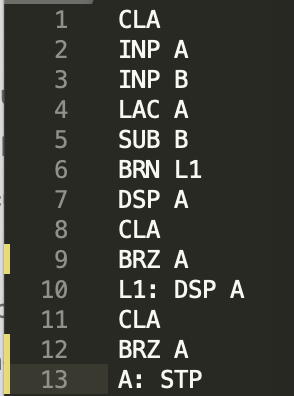 1 CLA
2 INP A
3 INP B
4 LAC A
5 SUB B
6 BRN L1
7 DSP A
8 CLA
9 BRZ A
10 L1: DSP A
11 CLA
12 BRZ A
13 A: STP